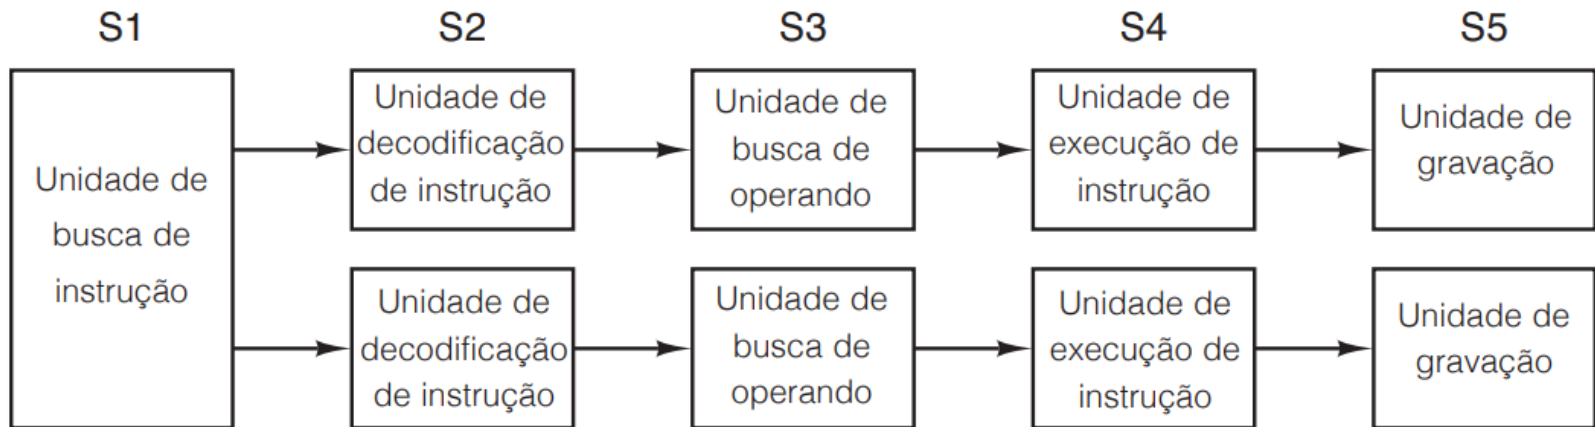 S1
S2
S3
S4
S5
Unidade de
busca de
instrução
Unidade de
decodificação
de instrução
Unidade de
busca de
operando
Unidade de
execução de
instrução
Unidade de
gravação
Unidade de
decodificação
de instrução
Unidade de
busca de
operando
Unidade de
execução de
instrução
Unidade de
gravação